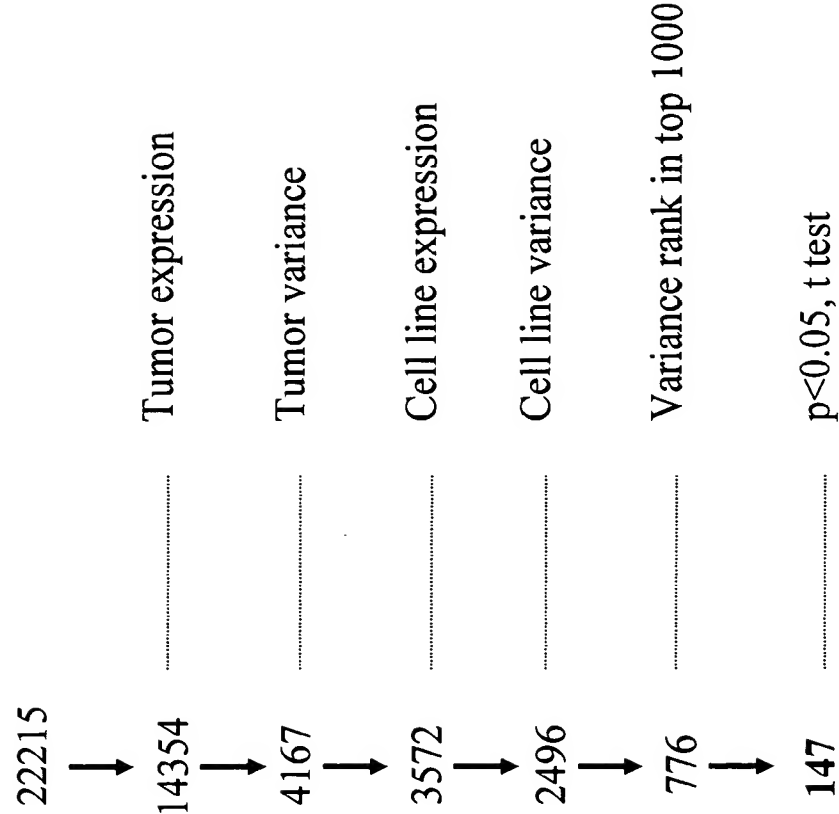 22215
14354 Tumor expression
4167 Tumor variance
3572 Cell line expression
2496 Cell line variance
776 Variance rank in top 1000
147 p<0.05, t test